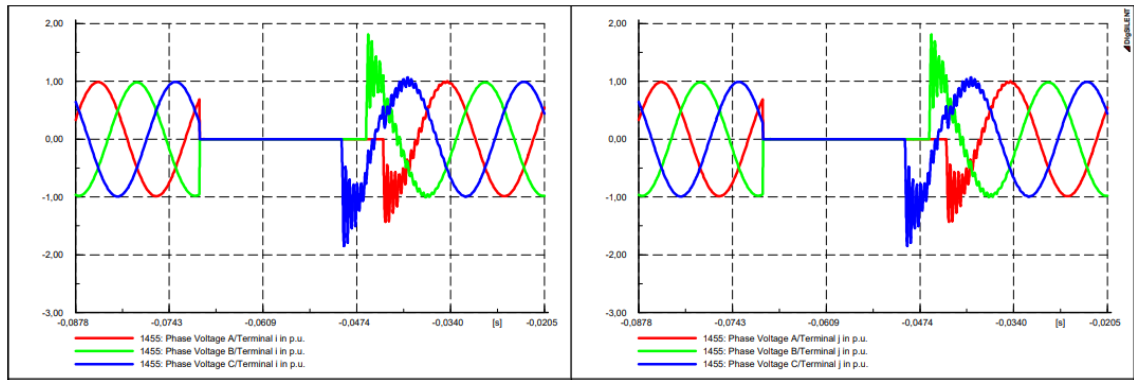 2,00
1,00
0,00
-1,00
-2,00
-3,00
-0,0878 -0,0743 -0,0609 -0,0474 -0,0340 [s] -0,0205
1455: Phase Voltage A/Terminal i in p.u.
1455: Phase Voltage B/Terminal i in p.u.
1455: Phase Voltage C/Terminal i in p.u.
2,00
1,00
0,00
-1,00
-2,00
-3,00
-0,0878 -0,0743 -0,0609 -0,0474 -0,0340 [s] -0,0205
1455: Phase Voltage A/Terminal j in p.u.
1455: Phase Voltage B/Terminal j in p.u.
1455: Phase Voltage C/Terminal j in p.u.
DIgSILENT